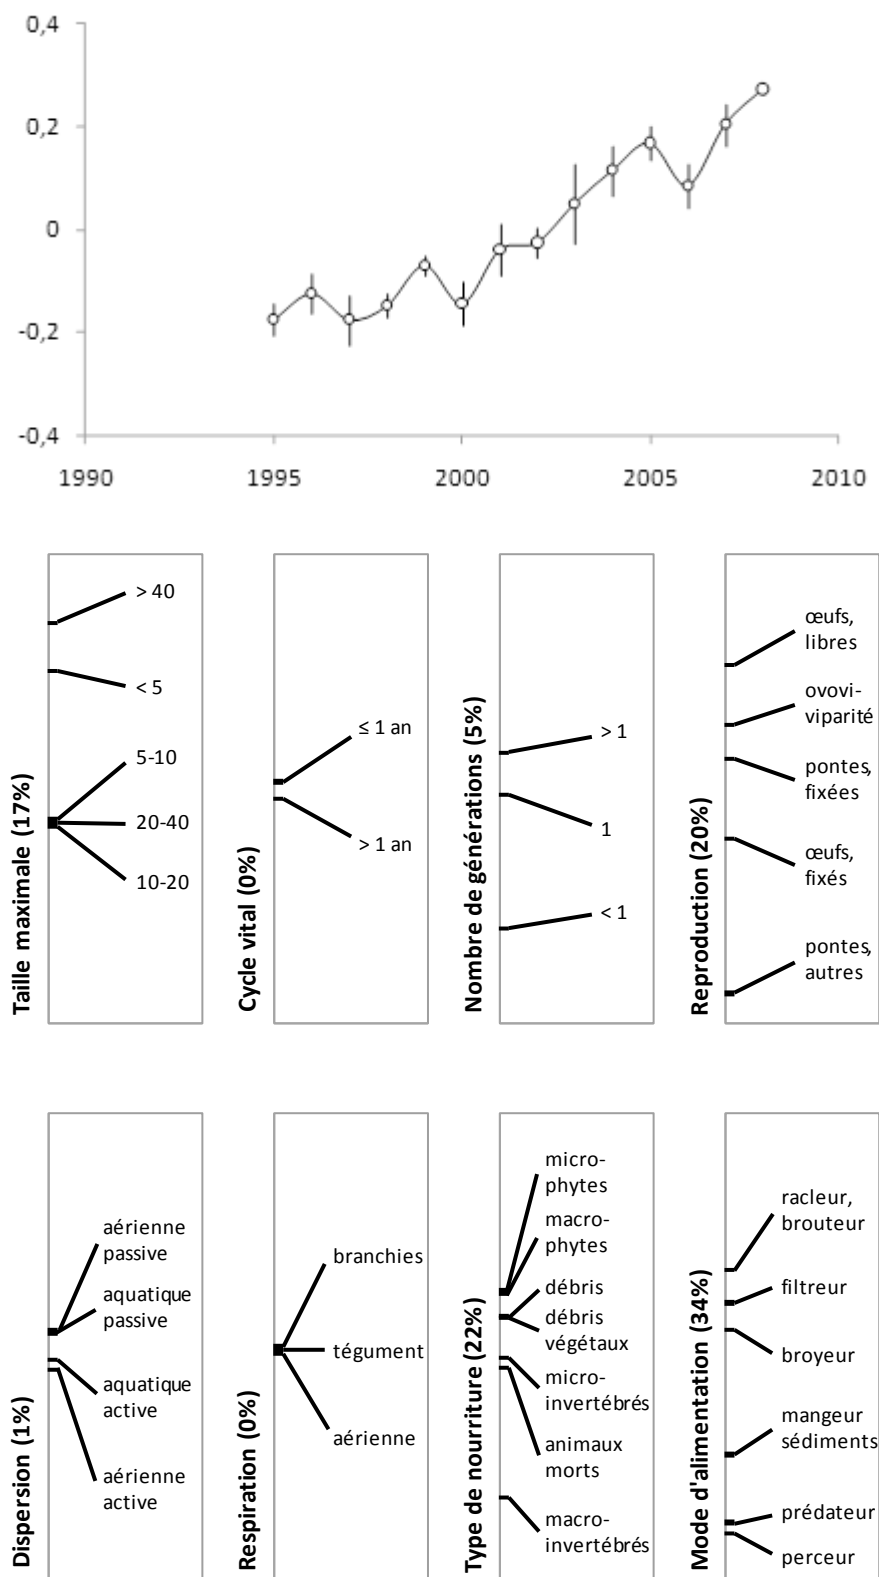 0,4
0,2
0
-0,2
-0,4
1990
1995
2000
2005
2010
Taille maximale (17%)
> 40
< 5
5-10
20-40
10-20
Cycle vital (0%)
≤ 1 an
> 1 an
Nombre de générations (5%)
> 1
1
< 1
Reproduction (20%)
œufs,
libres
ovovi-
viparité
pontes,
fixées
œufs,
fixés
pontes,
autres
Dispersion (1%)
aérienne
passive
aquatique
passive
aquatique
active
aérienne
active
Respiration (0%)
branchies
tégument
aérienne
Type de nourriture (22%)
micro-
phytes
macro-
phytes
débris
débris
végétaux
micro-
invertébrés
animaux
morts
macro-
invertébrés
Mode d'alimentation (34%)
racleur,
brouteur
filtreur
broyeur
mangeur
sédiments
prédateur
perceur